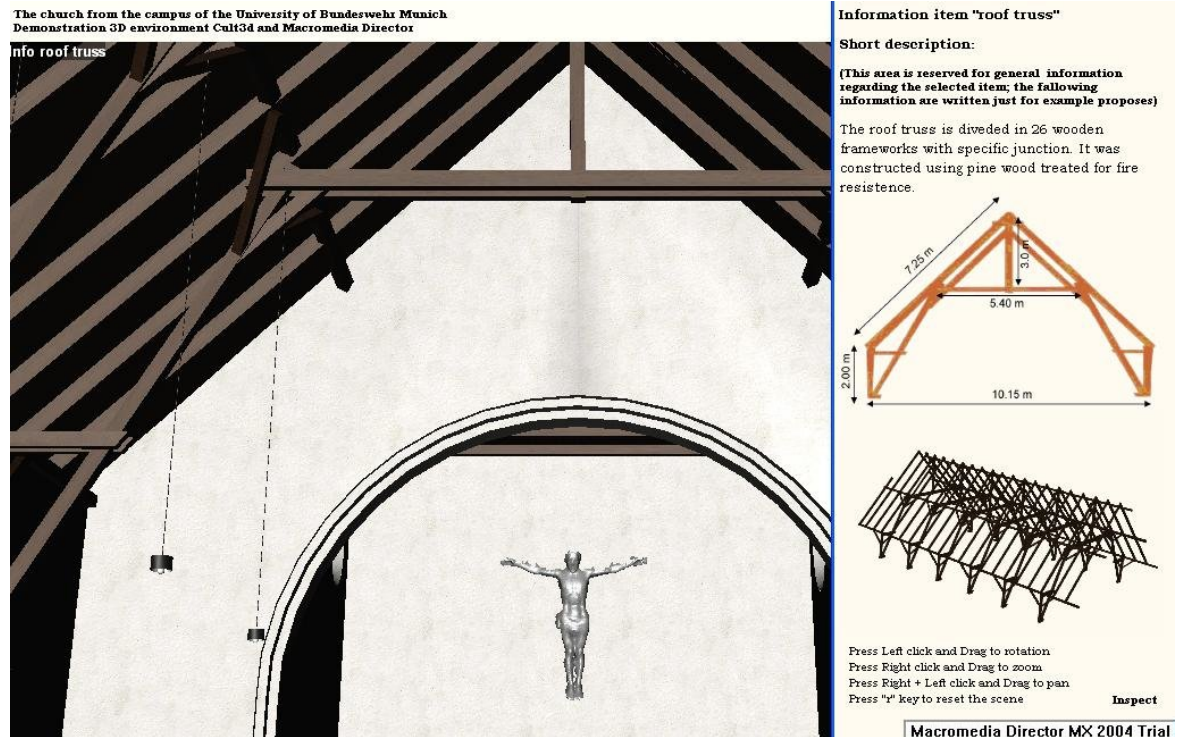 The church from the campus of the University of Bundeswehr Munich
Demonstration 3D environment Cult3d and Macromedia Director
Info roof truss
Information item "roof truss"
Short description:
(This area is reserved for general information
regarding the selected item; the fallowing
information are written just for example proposes)
The roof truss is diveded in 26 wooden
frameworks with specific junction. It was
constructed using pine wood treated for fire
resistence.
7.25 m
3.0 m
5.40 m
2.00 m
10.15 m
Press Left click and Drag to rotation
Press Right click and Drag to zoom
Press Right + Left click and Drag to pan
Press "r" key to reset the scene
Inspect
Macromedia Director MX 2004 Trial